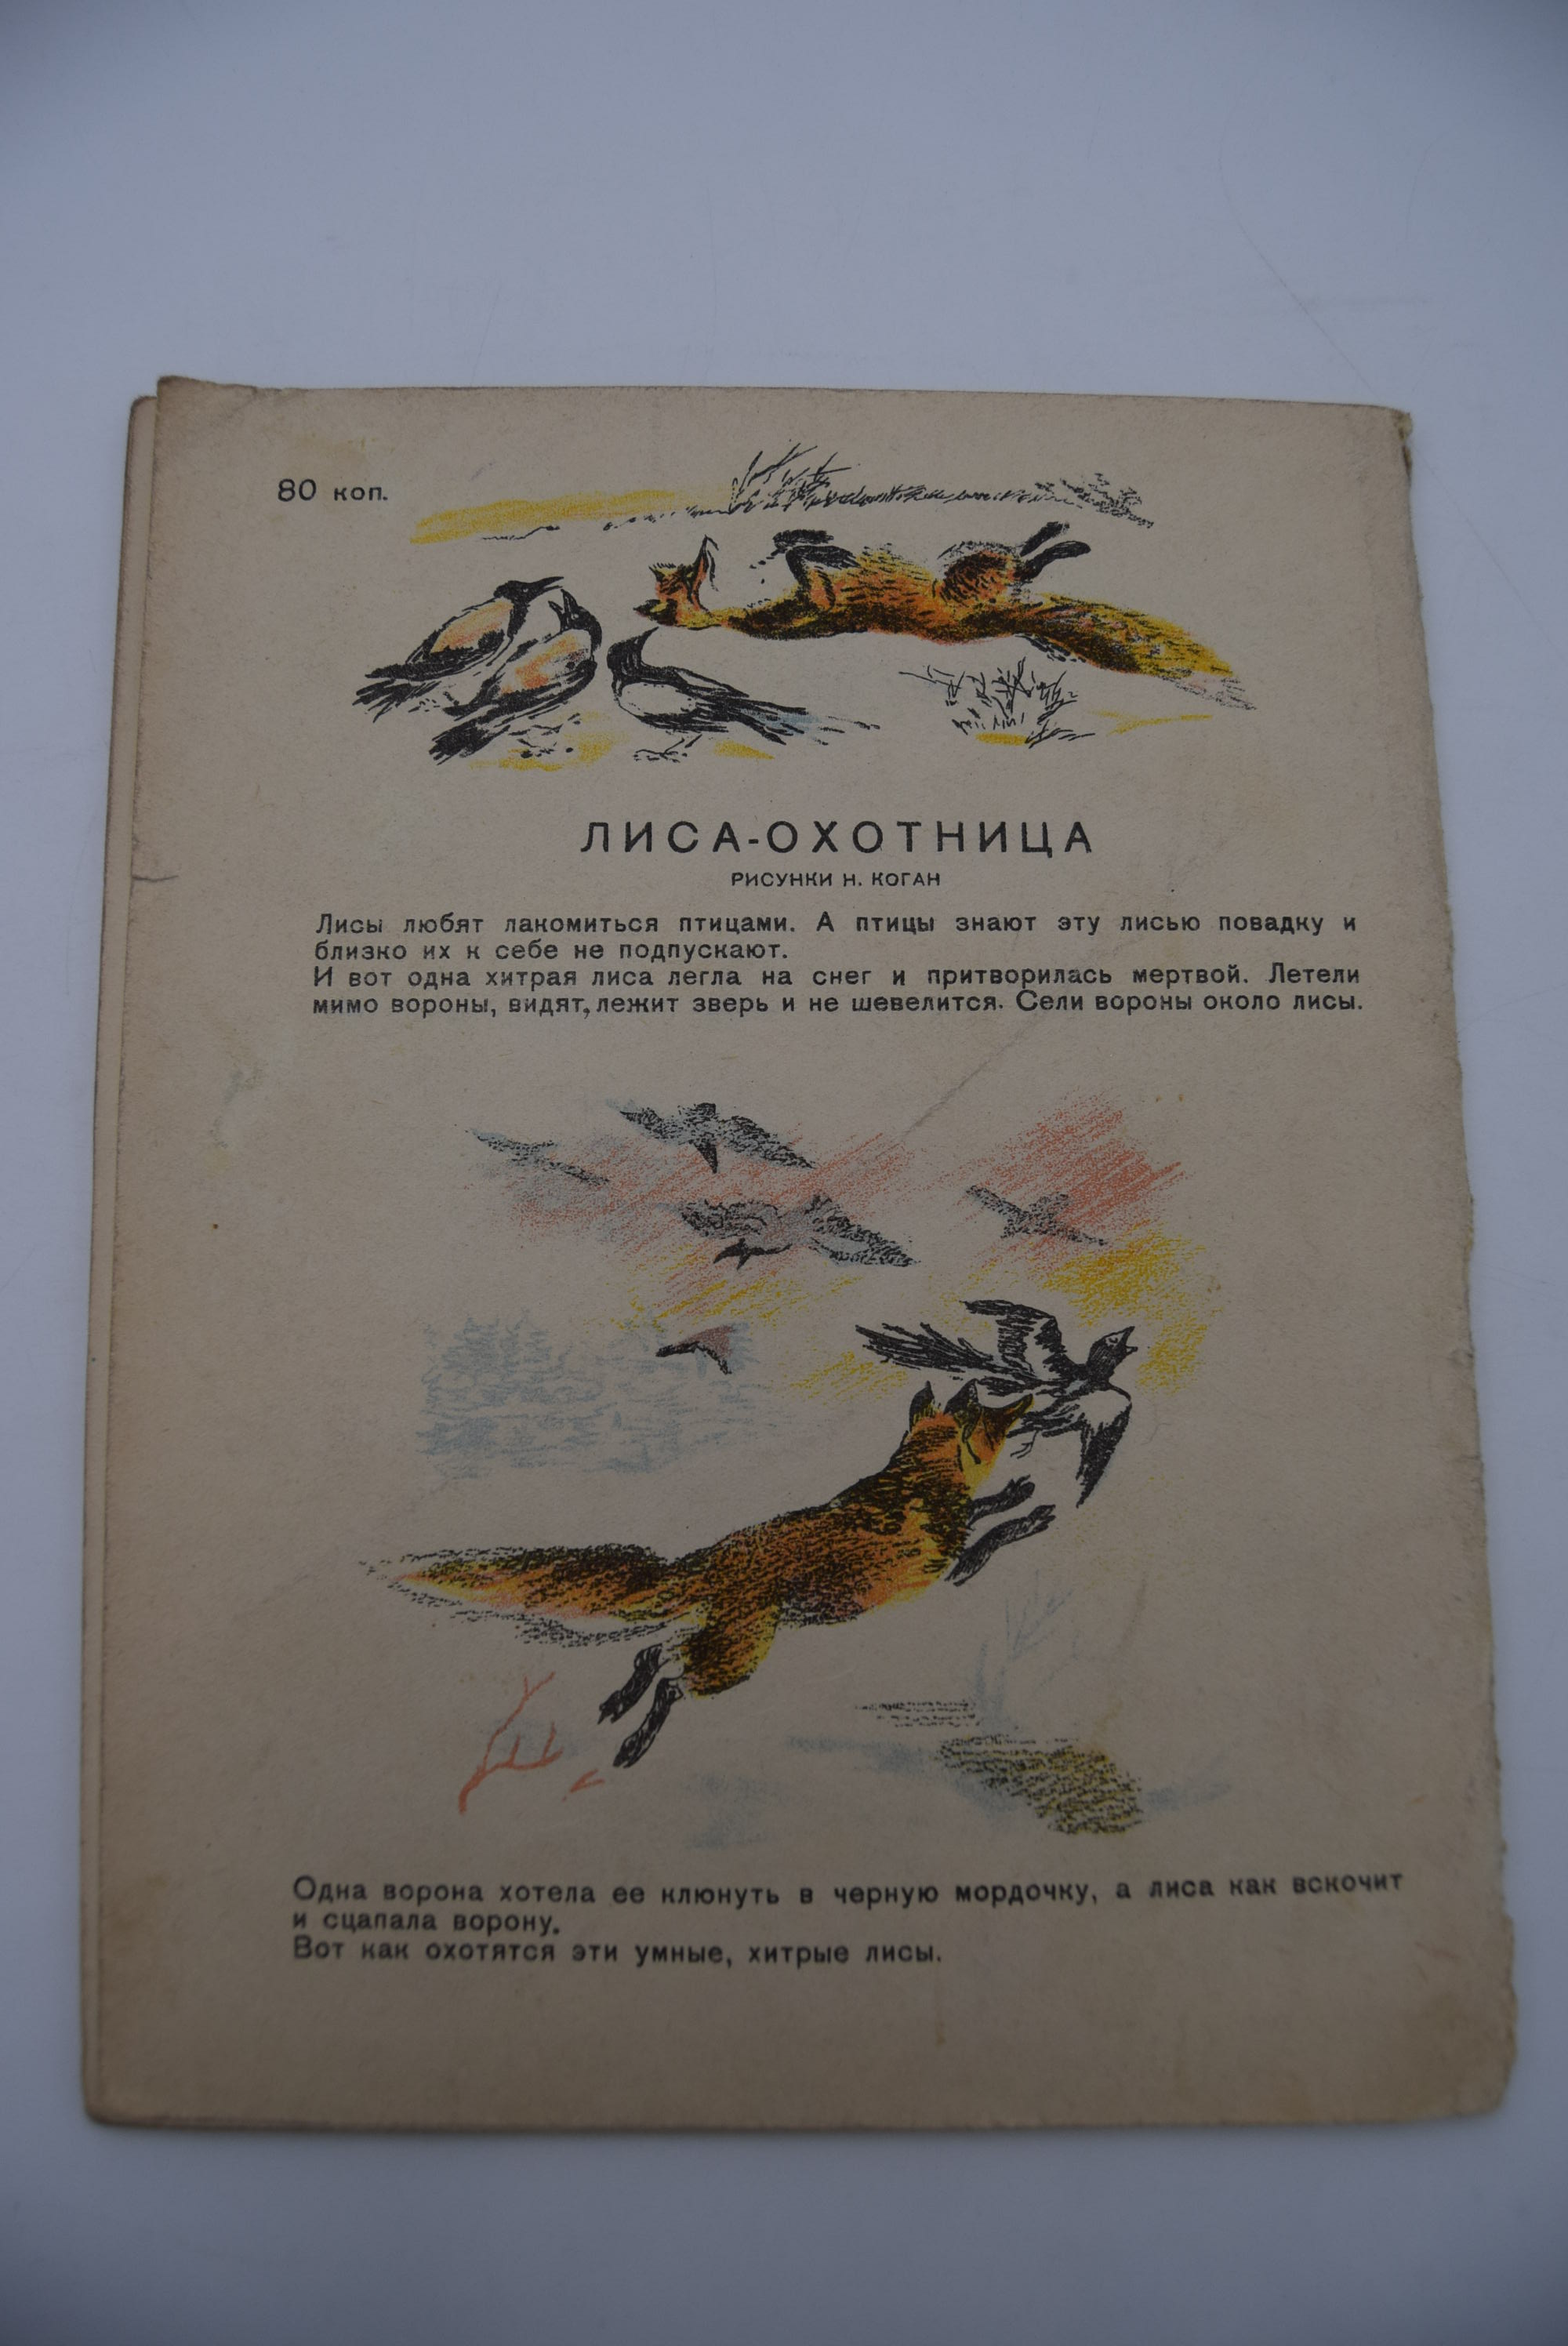 80 коп.
ЛИСА-ОХОТНИЦА
РИСУНКИ Н. КОГАН
Лисы любят лакомиться птицами. А птицы знают эту лисью повадку и
близко их к себе не подпускают.
И вот одна хитрая лиса легла на снег и притворилась мертвой. Летели
мимо вороны, видят, лежит зверь и не шевелится. Сели вороны около лисы.
Одна ворона хотела ее клюнуть в черную мордочку, а лиса как вскочит
и сцапала ворону.
Вот как охотятся эти умные, хитрые лисы.